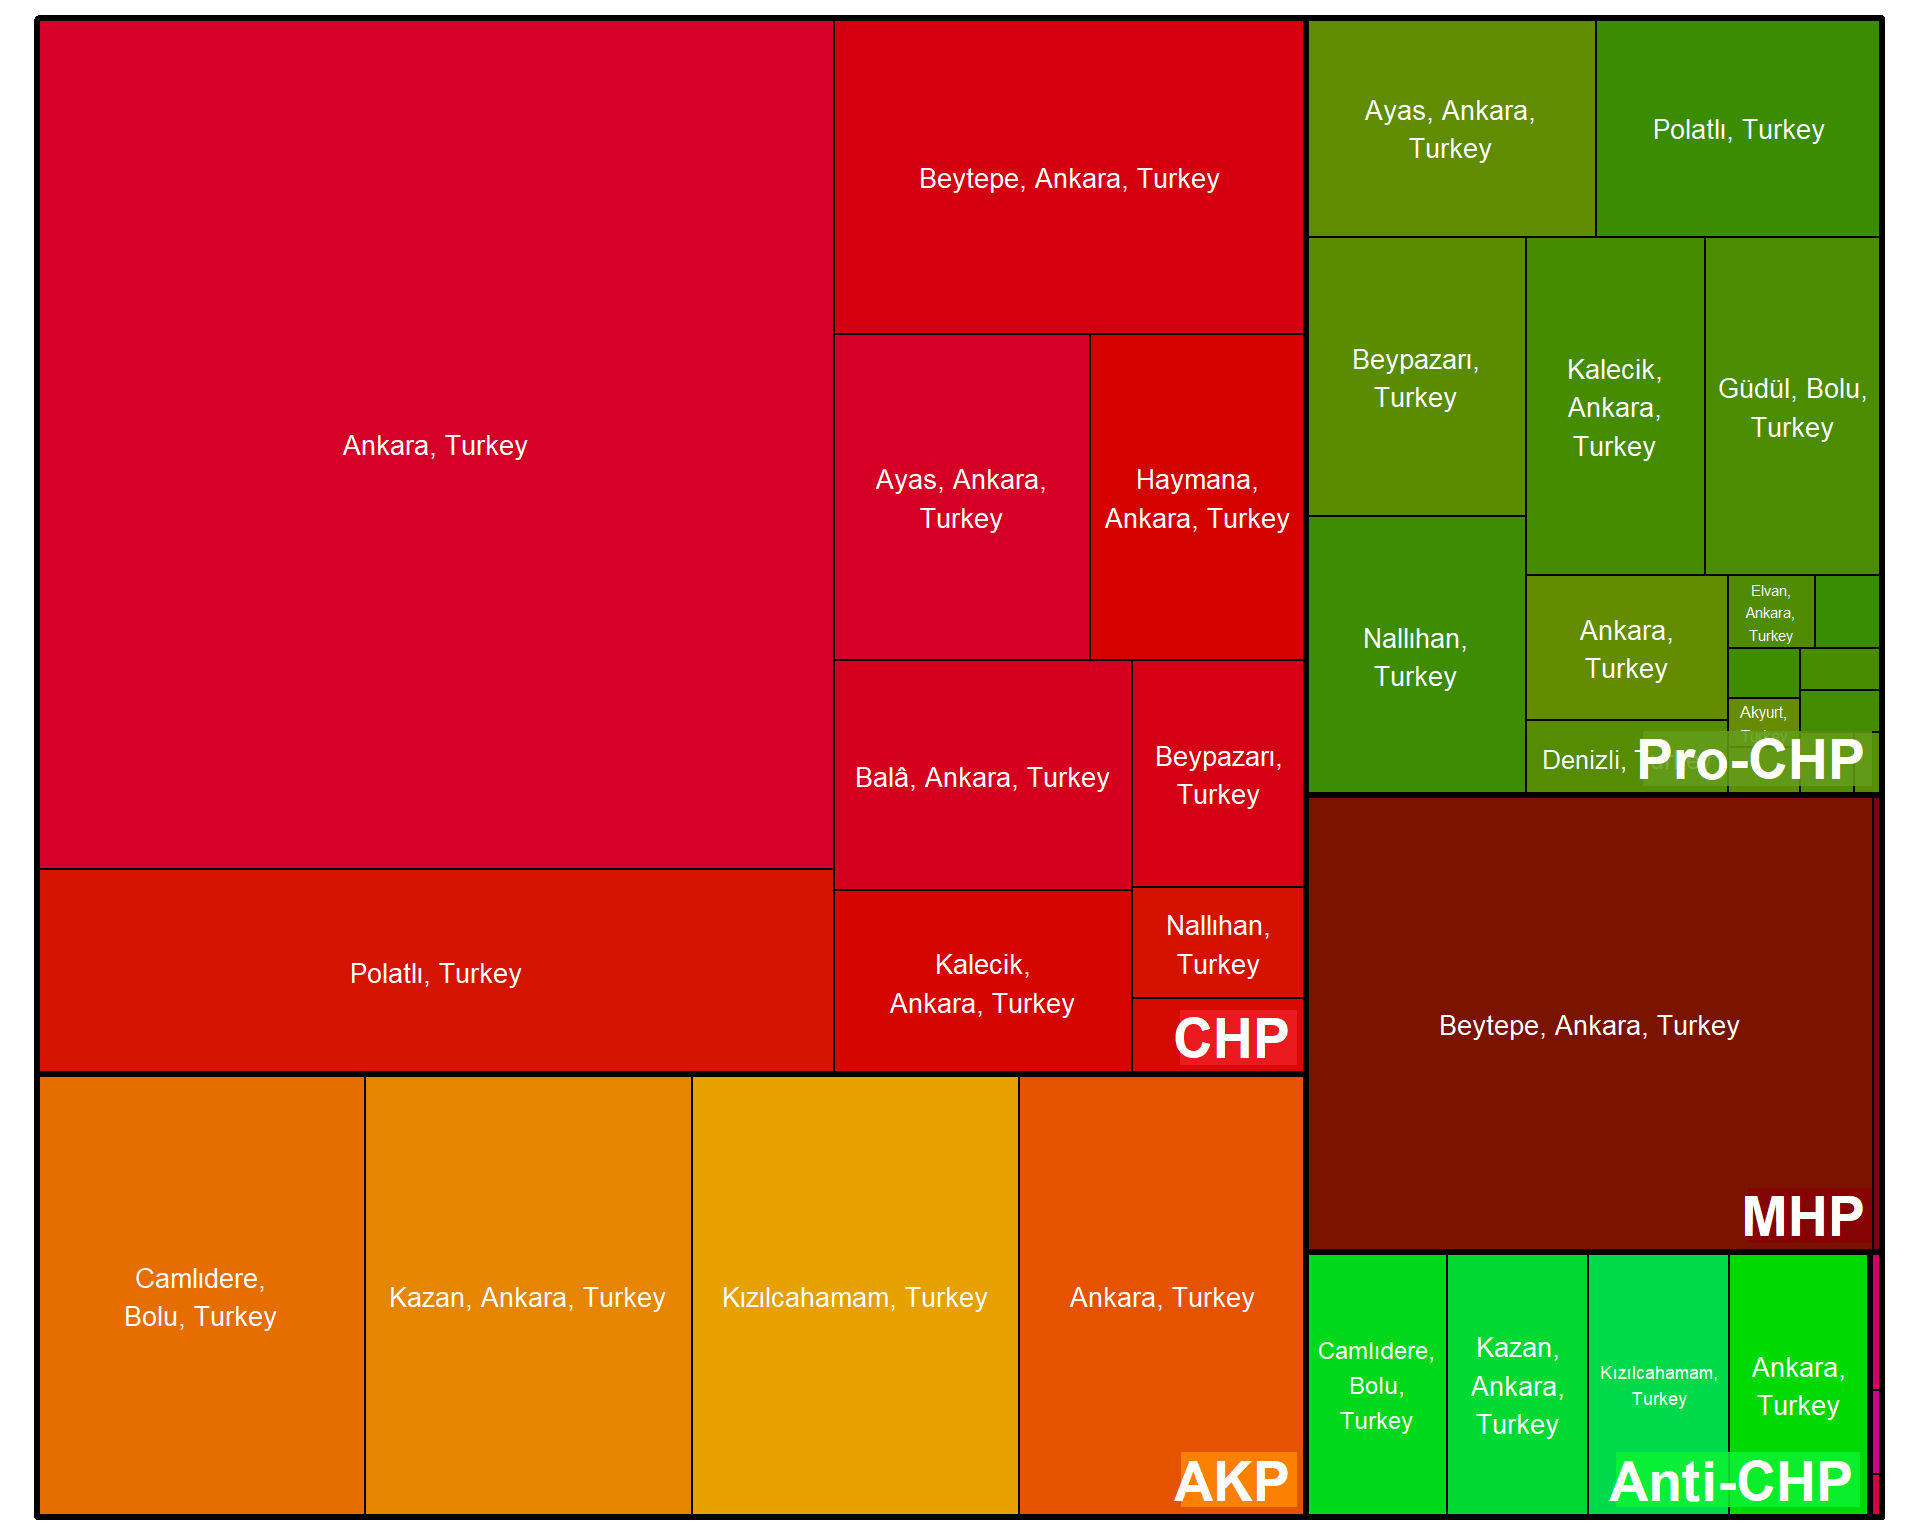 Ankara, Turkey
Polatlı, Turkey
Beytepe, Ankara, Turkey
Ayas, Ankara,
Turkey
Haymana,
Ankara, Turkey
Balâ, Ankara, Turkey
Beypazarı,
Turkey
Kalecik,
Ankara, Turkey
Nallıhan,
Turkey
CHP
Camlıdere,
Bolu, Turkey
Kazan, Ankara, Turkey
Kızılcahamam, Turkey
Ankara, Turkey
AKP
Ayas, Ankara,
Turkey
Polatlı, Turkey
Beypazarı,
Turkey
Kalecik,
Ankara,
Turkey
Güdül, Bolu,
Turkey
Nallıhan,
Turkey
Ankara,
Turkey
Elvan,
Ankara,
Turkey
Akyurt,
Turkey
Denizli, Turkey
Pro-CHP
Beytepe, Ankara, Turkey
MHP
Camlıdere,
Bolu,
Turkey
Kazan,
Ankara,
Turkey
Kızılcahamam,
Turkey
Ankara,
Turkey
Anti-CHP